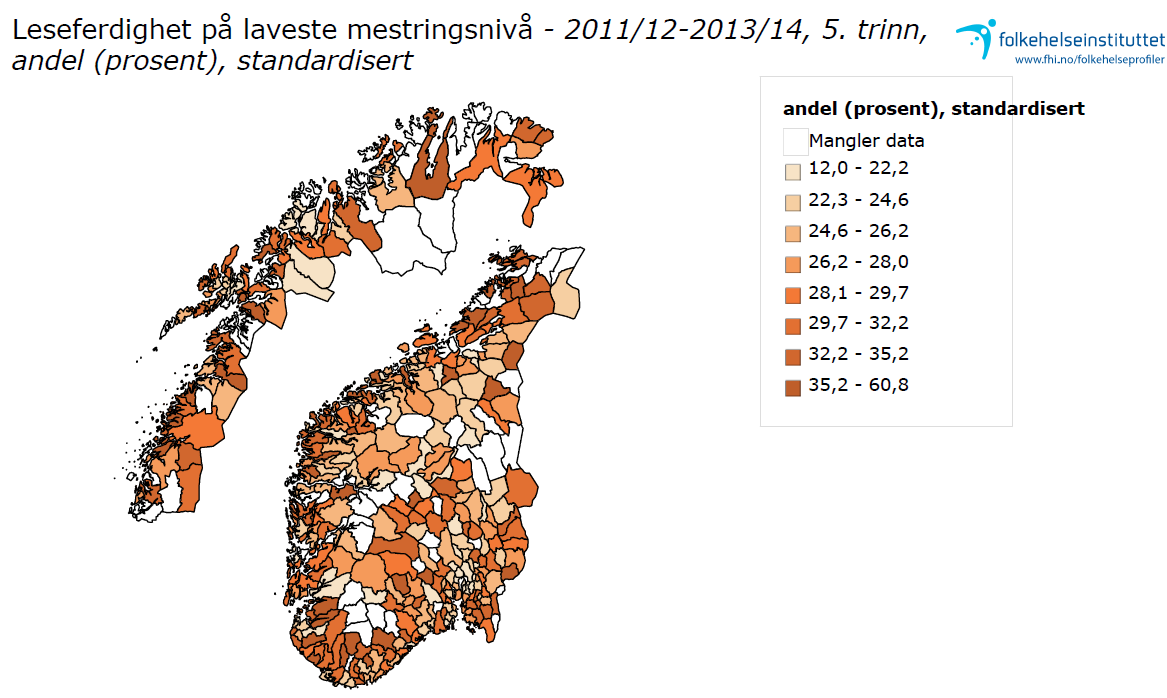 Leseferdighet på laveste mestringsnivå - 2011/12-2013/14, 5. trinn,
andel (prosent), standardisert
folkehelseinstituttet
www.fhi.no/folkehelseprofiler
andel (prosent), standardisert
Mangler data
12,0 - 22,2
22,3 - 24,6
24,6 - 26,2
26,2 - 28,0
28,1 - 29,7
29,7 - 32,2
32,2 - 35,2
35,2 - 60,8